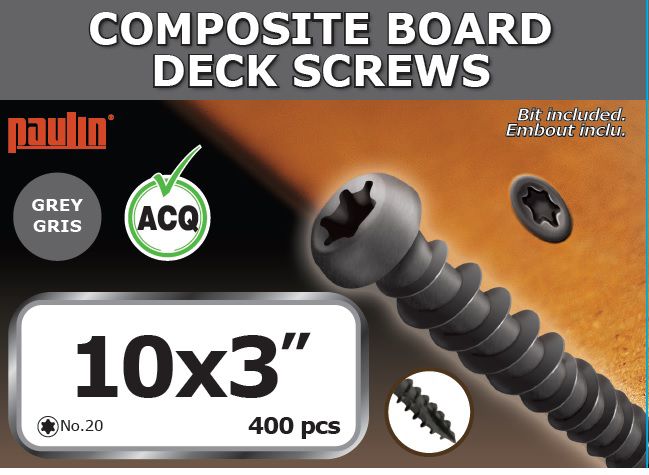 COMPOSITE BOARD
DECK SCREWS
paulin®
Bit included.
Embout inclu.
GREY
GRIS
ACQ
10x3"
No.20
400 pcs